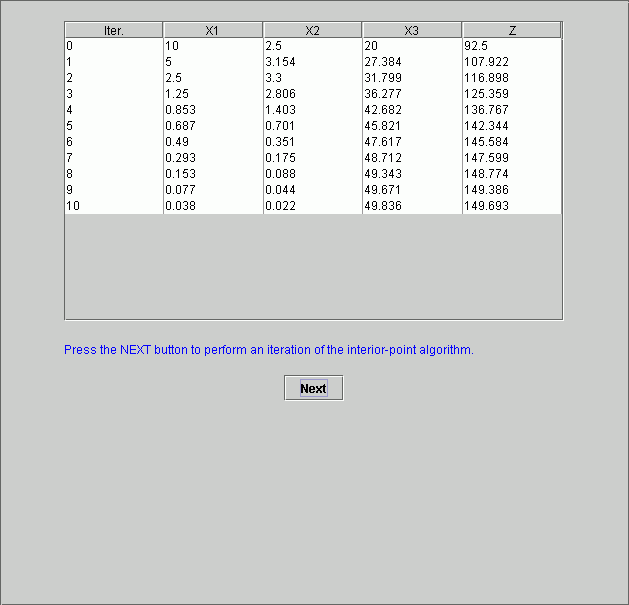 Iter. X1 X2 X3 Z
0 10 2.5 20 92.5
1 5 3.154 27.384 107.922
2 2.5 3.3 31.799 116.898
3 1.25 2.806 36.277 125.359
4 0.853 1.403 42.682 136.767
5 0.687 0.701 45.821 142.344
6 0.49 0.351 47.617 145.584
7 0.293 0.175 48.712 147.599
8 0.153 0.088 49.343 148.774
9 0.077 0.044 49.671 149.386
10 0.038 0.022 49.836 149.693
Press the NEXT button to perform an iteration of the interior-point algorithm.
Next